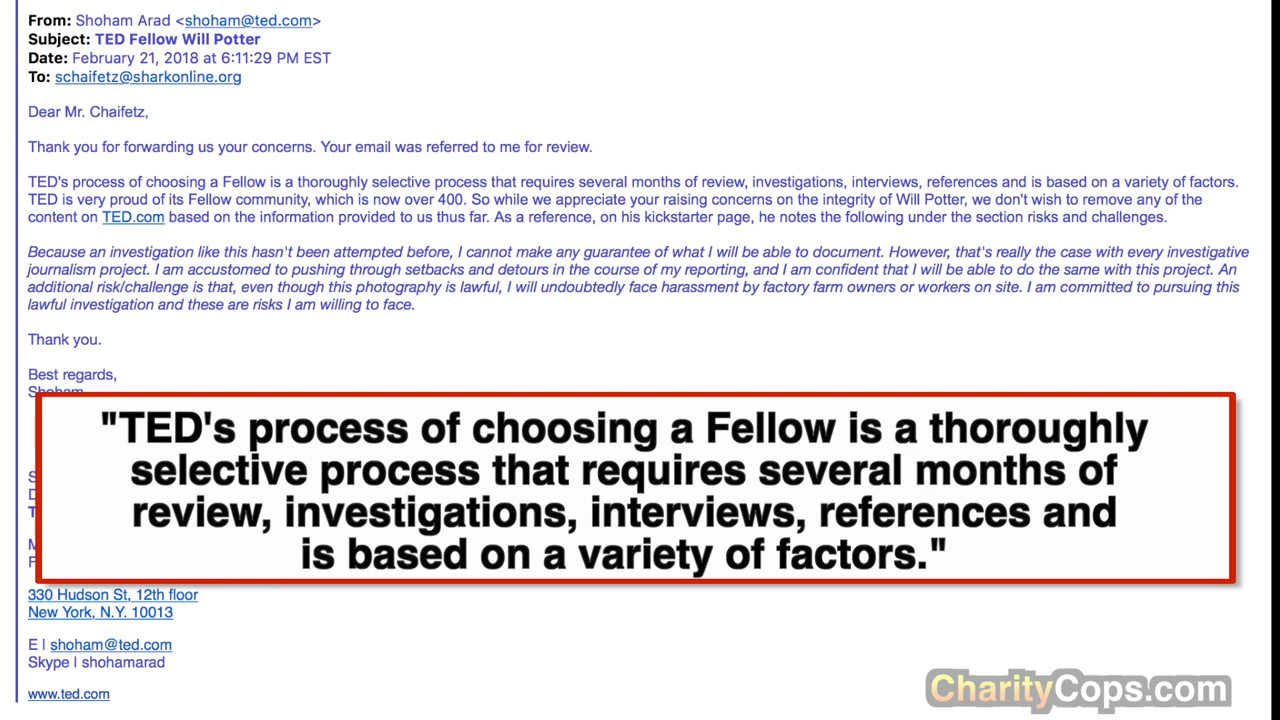 From: Shoham Arad <shoham@ted.com>
Subject: TED Fellow Will Potter
Date: February 21, 2018 at 6:11:29 PM EST
To: schaifetz@sharkonline.org
Dear Mr. Chaifetz,
Thank you for forwarding us your concerns. Your email was referred to me for review.
TED's process of choosing a Fellow is a thoroughly selective process that requires several months of review, investigations, interviews, references and is based on a variety of factors.
TED is very proud of its Fellow community, which is now over 400. So while we appreciate your raising concerns on the integrity of Will Potter, we don't wish to remove any of the
content on TED.com based on the information provided to us thus far. As a reference, on his kickstarter page, he notes the following under the section risks and challenges.
Because an investigation like this hasn't been attempted before, I cannot make any guarantee of what I will be able to document. However, that's really the case with every investigative
journalism project. I am accustomed to pushing through setbacks and detours in the course of my reporting, and I am confident that I will be able to do the same with this project. An
additional risk/challenge is that, even though this photography is lawful, I will undoubtedly face harassment by factory farm owners or workers on site. I am committed to pursuing this
lawful investigation and these are risks I am willing to face.
Thank you.
Best regards,
Shoham
"TED's process of choosing a Fellow is a thoroughly
selective process that requires several months of
review, investigations, interviews, references and
is based on a variety of factors."
330 Hudson St, 12th floor
New York, N.Y. 10013
E | shoham@ted.com
Skype | shohamarad
www.ted.com
CharityCops.com